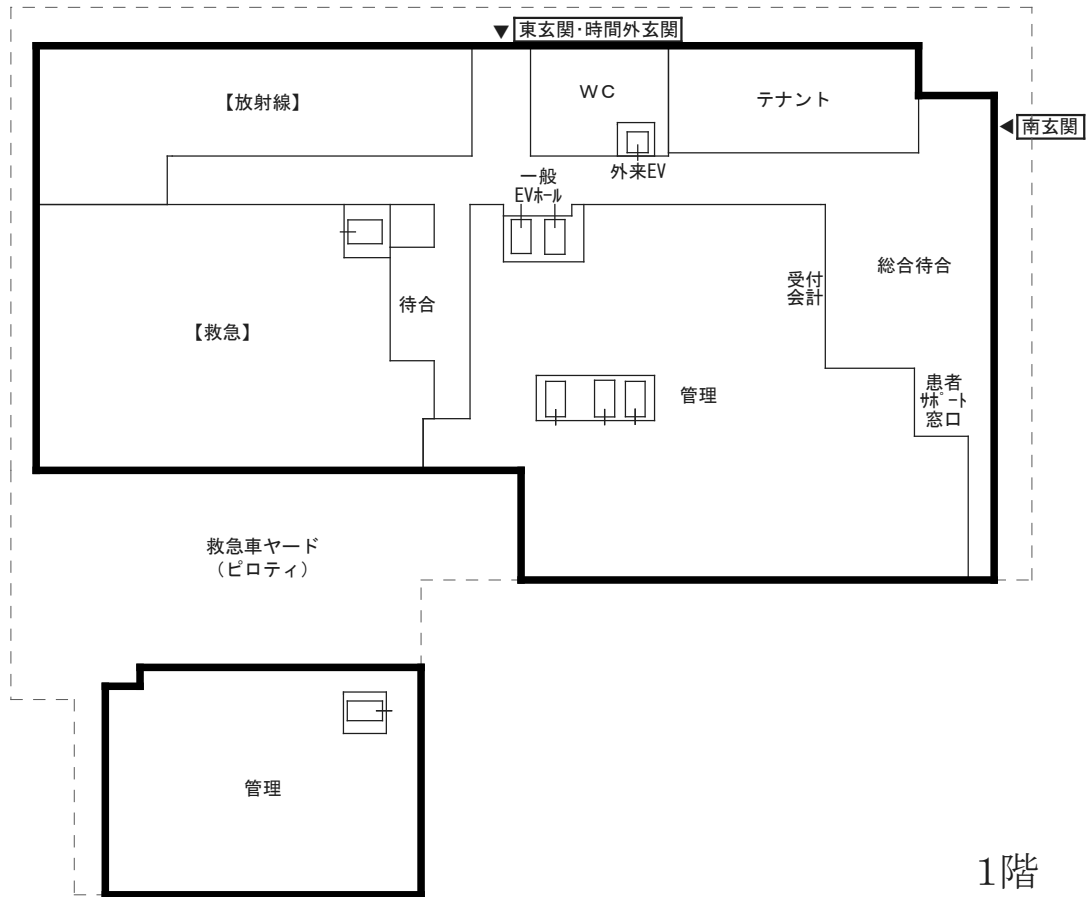 東玄関・時間外玄関
【放射線】
WC
テナント
南玄関
外来EV
一般
EVホール
総合待合
受付
会計
待合
【救急】
管理
患者
サポート
窓口
救急車ヤード
（ピロティ）
管理
1階